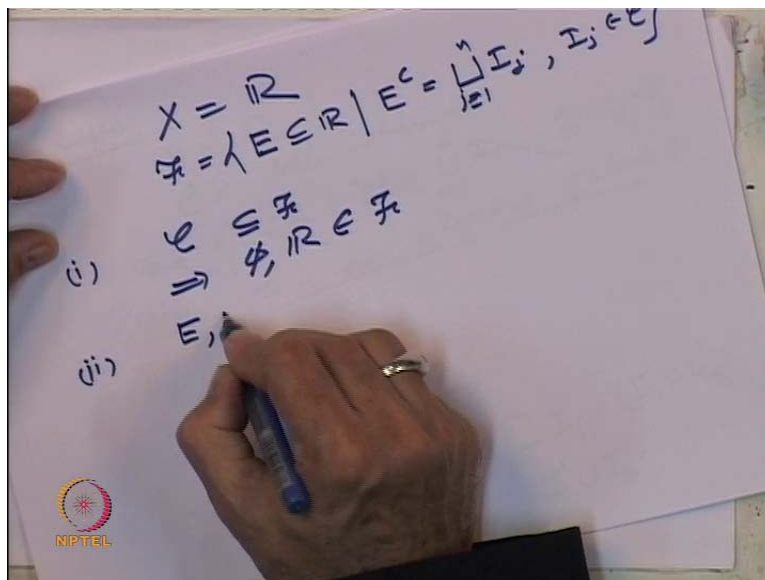 X = ℝ
𝓕 = { E ⊆ ℝ | E^c = ⨆_{j=1}^n I_j , I_j ∈ 𝒞 }
(i) 𝒞 ⊆ 𝓕
⇒ φ, ℝ ∈ 𝓕
(ii) E,
NPTEL